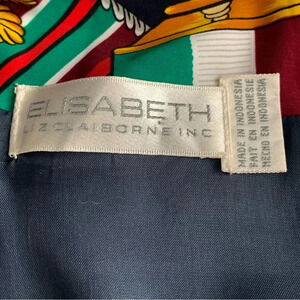 ELISABETH
LIZ CLAIBORNE INC
MADE IN INDONESIA
FAIT EN INDONESIE
HECHO EN INDONESIA